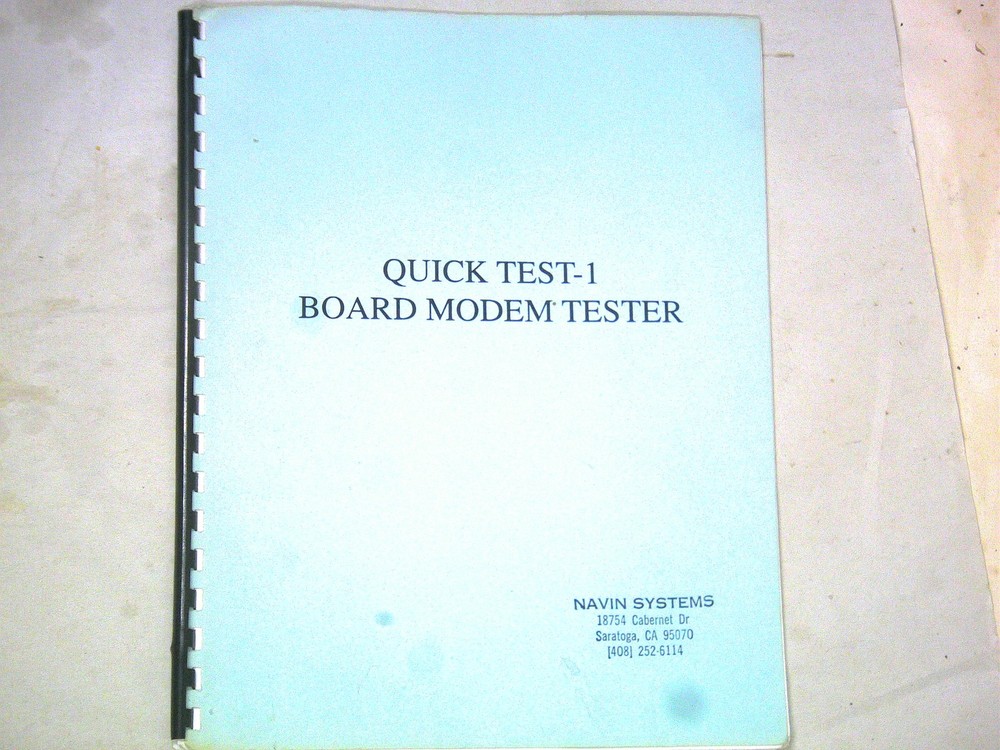 QUICK TEST-1
BOARD MODEM TESTER
NAVIN SYSTEMS
18754 Cabernet Dr
Saratoga, CA 95070
[408] 252-6114